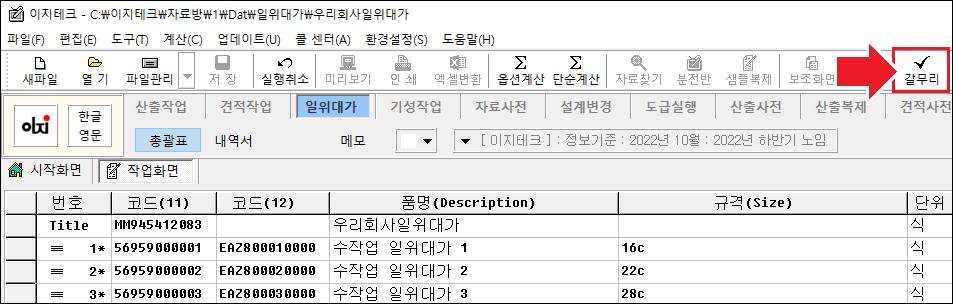 이지테크 - C:₩이지테크₩자료방₩1₩Dat₩일위대가₩우리회사일위대가
파일(F) 편집(E) 도구(T) 계산(C) 업데이트(U) 콜 센터(A) 환경설정(S) 도움말(H)
새파일 열 기 파일관리 저 장 실행취소 미리보기 인 쇄 엑셀변환 옵션계산 단순계산 자료찾기 분전반 샘플복제 보조화면 갈무리
산출작업 견적작업 일위대가 기성작업 자료사전 설계변경 도급실행 산출사전 산출복제 견적사전
한글
영문
총괄표 내역서 메모 [ 이지테크 ] : 정보기준 : 2022년 10월 : 2022년 하반기 노임
시작화면 작업화면
번호 코드(11) 코드(12) 품명(Description) 규격(Size) 단위
Title MM945412083 우리회사일위대가 식
1* 56959000001 EAZ800010000 수작업 일위대가 1 16c 식
2* 56959000002 EAZ800020000 수작업 일위대가 2 22c 식
3* 56959000003 EAZ800030000 수작업 일위대가 3 28c 식